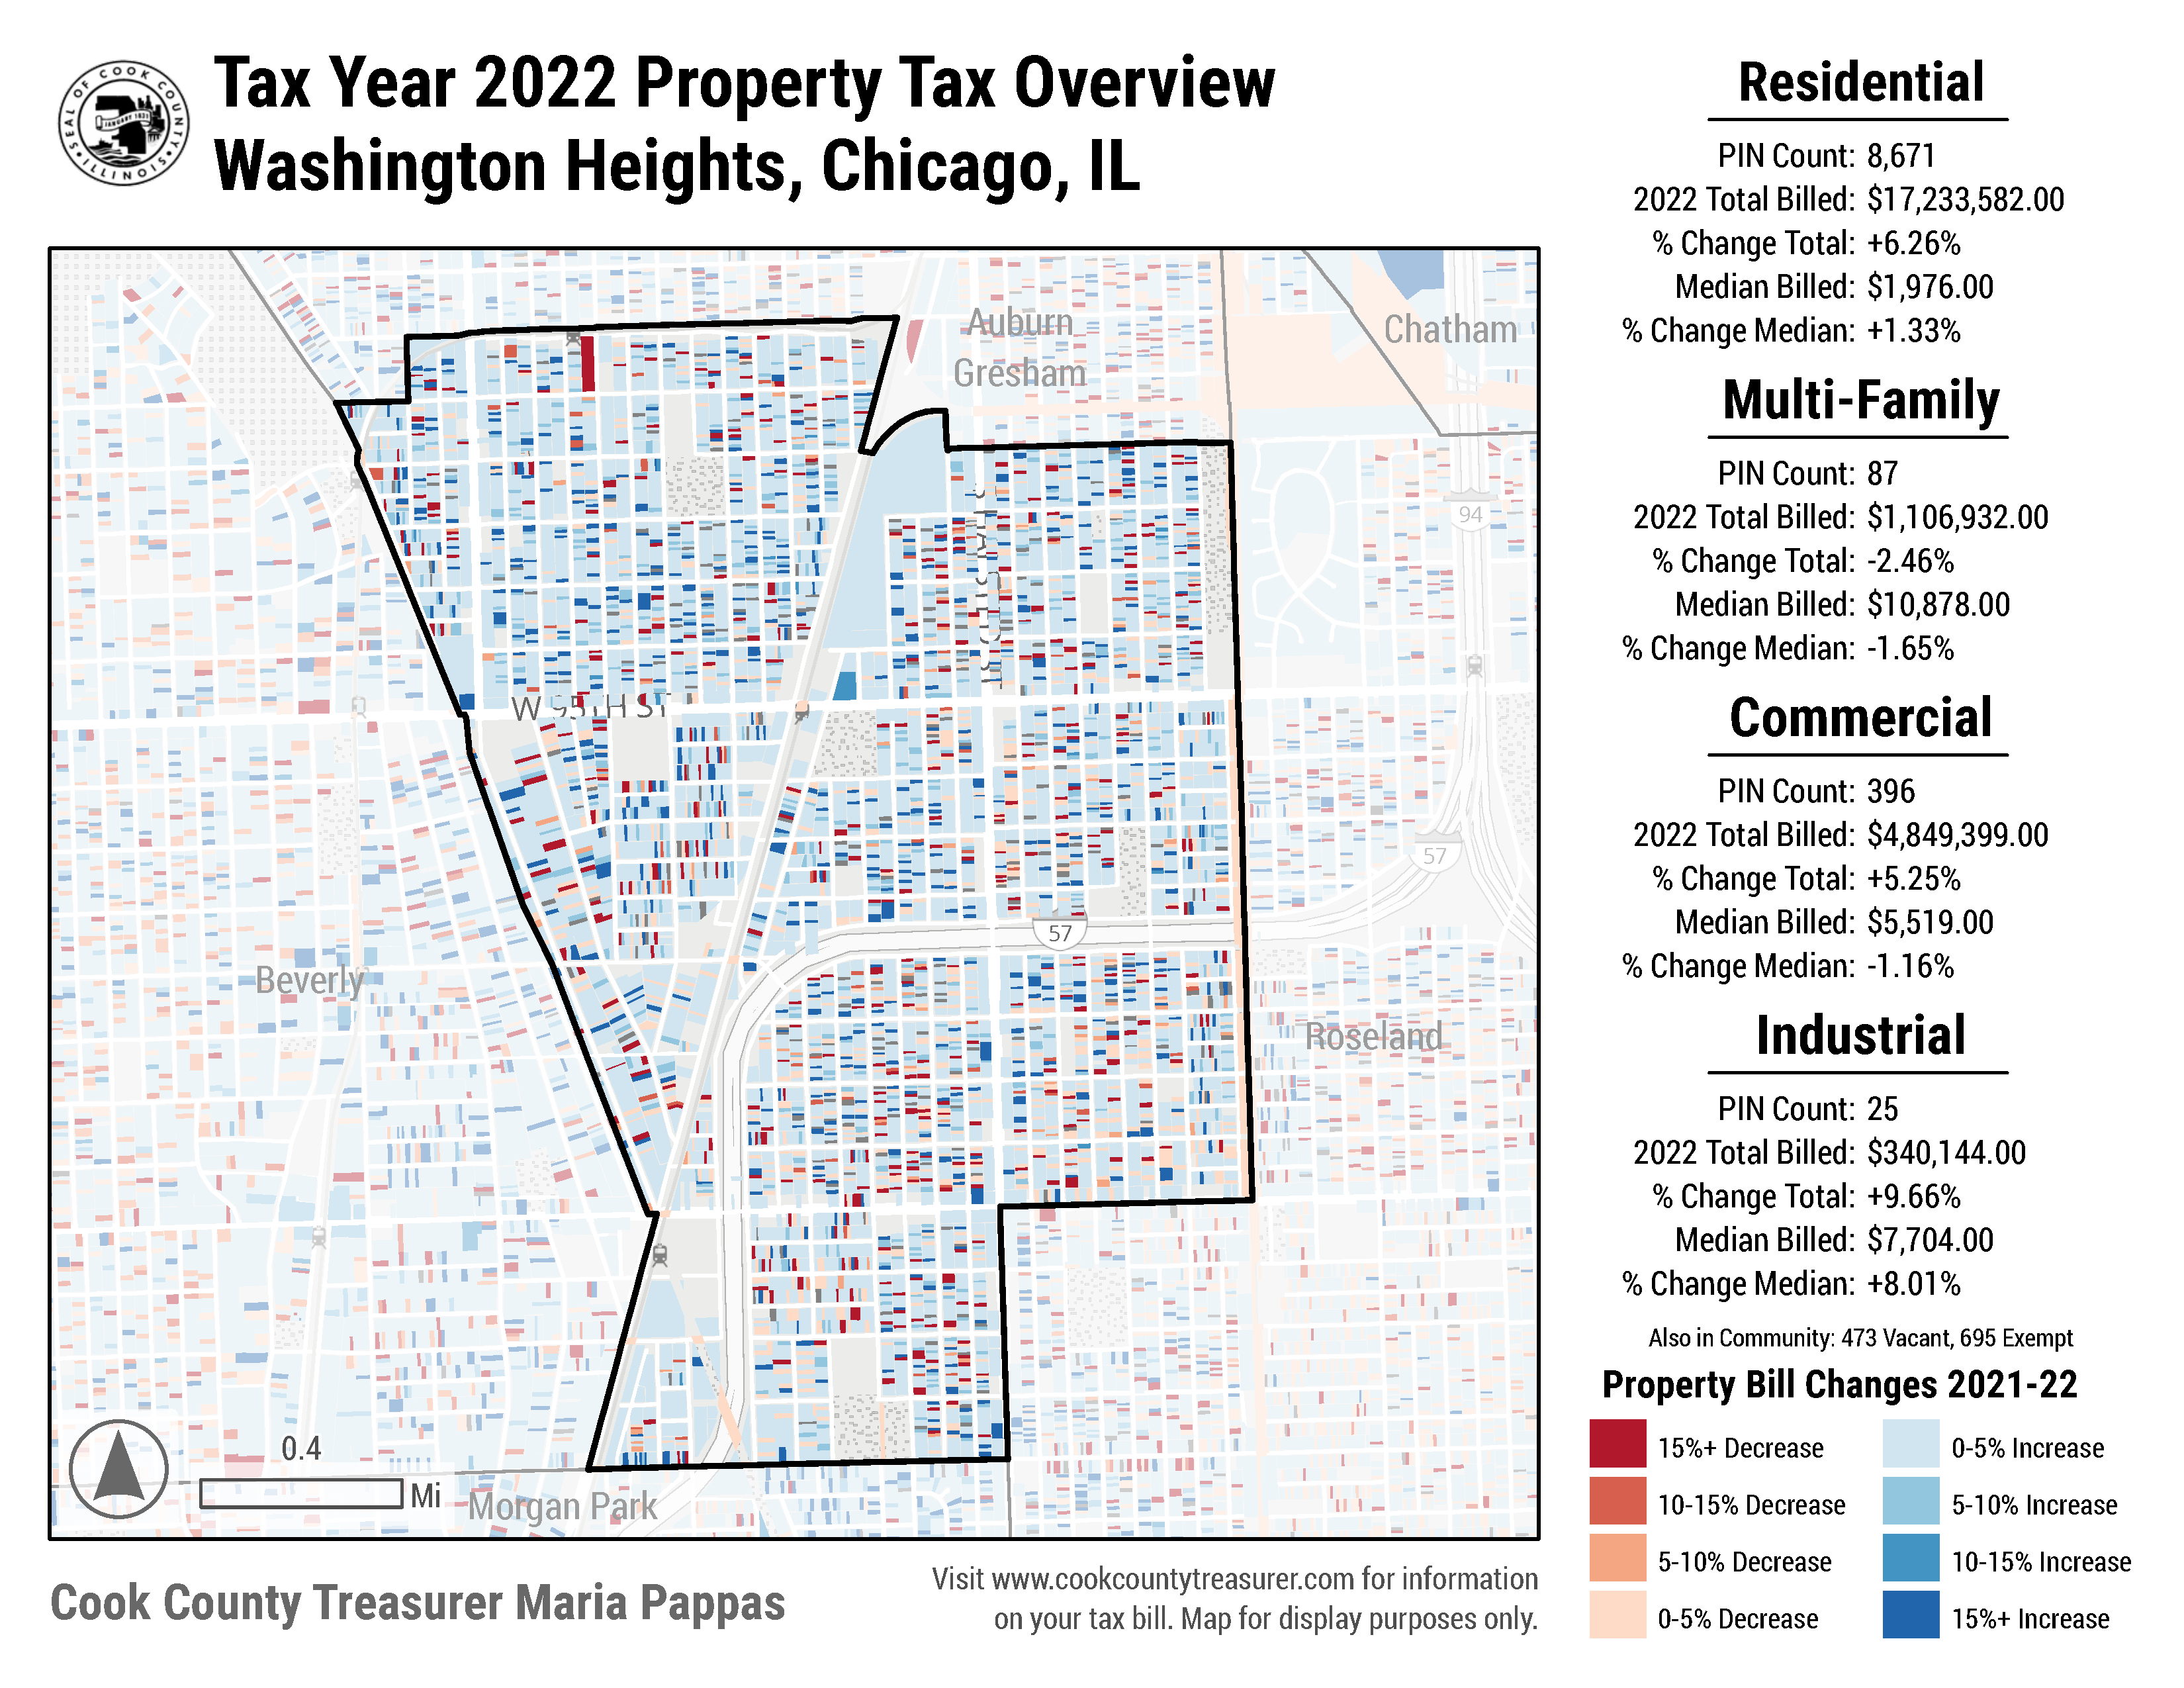 SEAL OF COOK COUNTY
ILLINOIS
JANUARY 1831
Tax Year 2022 Property Tax Overview
Washington Heights, Chicago, IL
Auburn
Gresham
Chatham
94
W 95TH ST
S HALSTED ST
57
57
Beverly
Roseland
0.4
Mi
Morgan Park
Cook County Treasurer Maria Pappas
Visit www.cookcountytreasurer.com for information
on your tax bill. Map for display purposes only.
Residential
PIN Count: 8,671
2022 Total Billed: $17,233,582.00
% Change Total: +6.26%
Median Billed: $1,976.00
% Change Median: +1.33%
Multi-Family
PIN Count: 87
2022 Total Billed: $1,106,932.00
% Change Total: -2.46%
Median Billed: $10,878.00
% Change Median: -1.65%
Commercial
PIN Count: 396
2022 Total Billed: $4,849,399.00
% Change Total: +5.25%
Median Billed: $5,519.00
% Change Median: -1.16%
Industrial
PIN Count: 25
2022 Total Billed: $340,144.00
% Change Total: +9.66%
Median Billed: $7,704.00
% Change Median: +8.01%
Also in Community: 473 Vacant, 695 Exempt
Property Bill Changes 2021-22
15%+ Decrease
10-15% Decrease
5-10% Decrease
0-5% Decrease
0-5% Increase
5-10% Increase
10-15% Increase
15%+ Increase